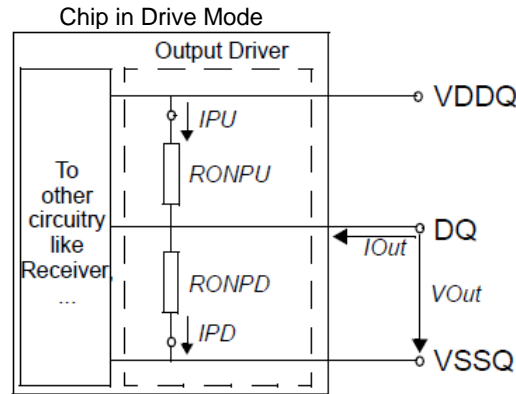 Chip in Drive Mode
Output Driver
VDDQ
IPU
To
other
circuitry
like
Receiver,
...
RONPU
DQ
IOut
RONPD
VOut
IPD
VSSQ